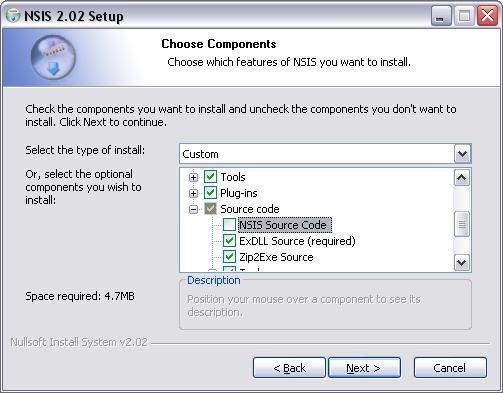 NSIS 2.02 Setup
Choose Components
Choose which features of NSIS you want to install.
Check the components you want to install and uncheck the components you don't want to
install. Click Next to continue.
Select the type of install:
Custom
Or, select the optional
components you wish to
install:
Tools
Plug-ins
Source code
NSIS Source Code
ExDLL Source (required)
Zip2Exe Source
Space required: 4.7MB
Description
Position your mouse over a component to see its
description.
Nullsoft Install System v2.02
< Back
Next >
Cancel